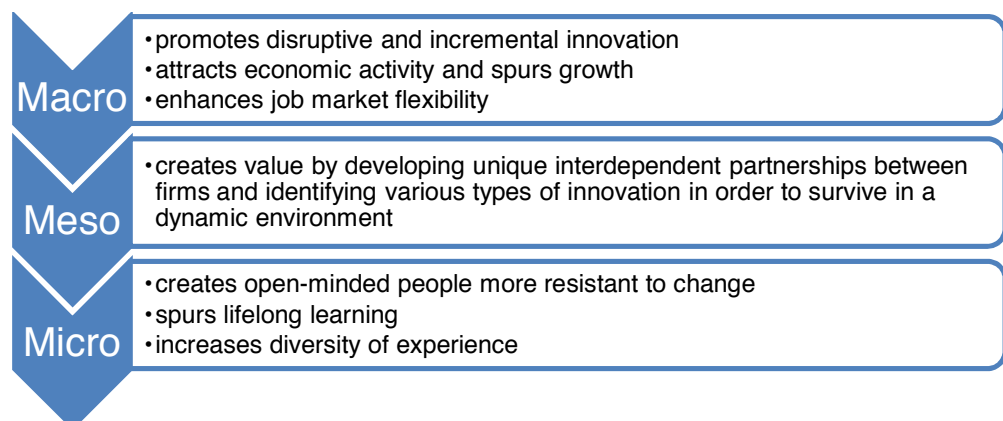 Macro
•promotes disruptive and incremental innovation
•attracts economic activity and spurs growth
•enhances job market flexibility
Meso
•creates value by developing unique interdependent partnerships between
firms and identifying various types of innovation in order to survive in a
dynamic environment
Micro
•creates open-minded people more resistant to change
•spurs lifelong learning
•increases diversity of experience